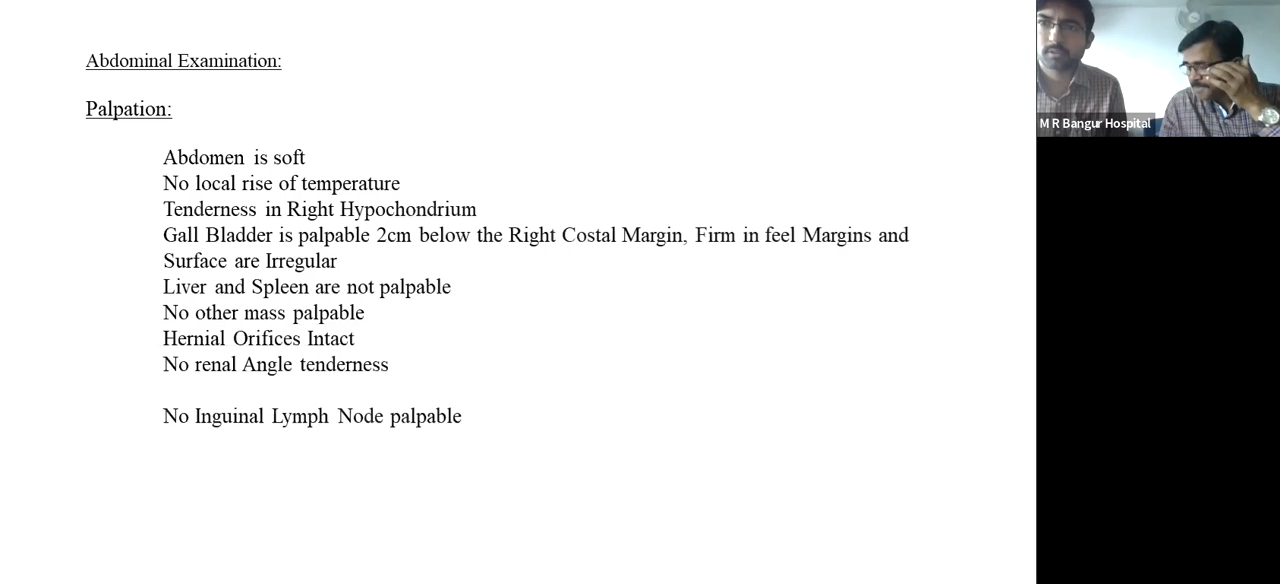 Abdominal Examination:
Palpation:
Abdomen is soft
No local rise of temperature
Tenderness in Right Hypochondrium
Gall Bladder is palpable 2cm below the Right Costal Margin, Firm in feel Margins and
Surface are Irregular
Liver and Spleen are not palpable
No other mass palpable
Hernial Orifices Intact
No renal Angle tenderness
No Inguinal Lymph Node palpable
M R Bangur Hospital